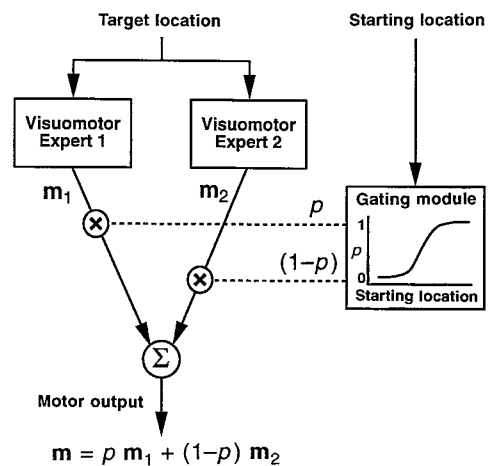 Target location
Starting location
Visuomotor
Expert 1
Visuomotor
Expert 2
m1
m2
p
(1–p)
Gating module
1
p
0
Starting location
Σ
Motor output
m = p m1 + (1–p) m2